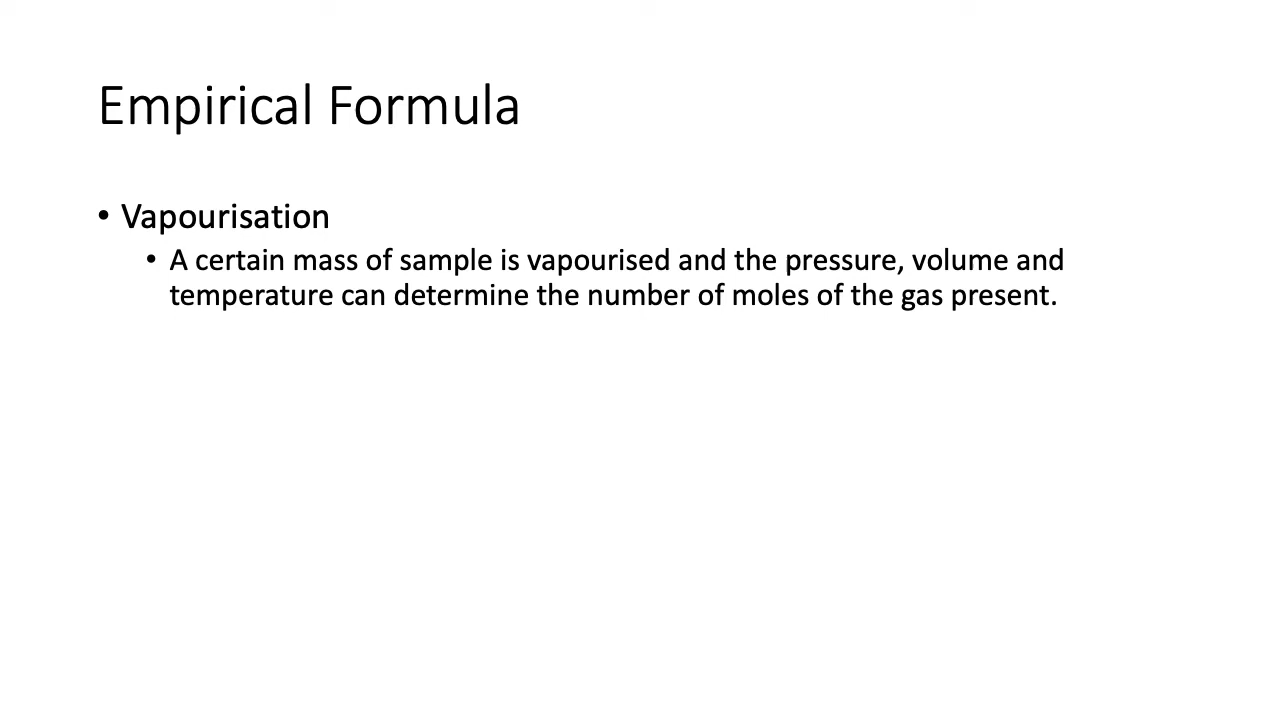 Empirical Formula
• Vapourisation
• A certain mass of sample is vapourised and the pressure, volume and
temperature can determine the number of moles of the gas present.